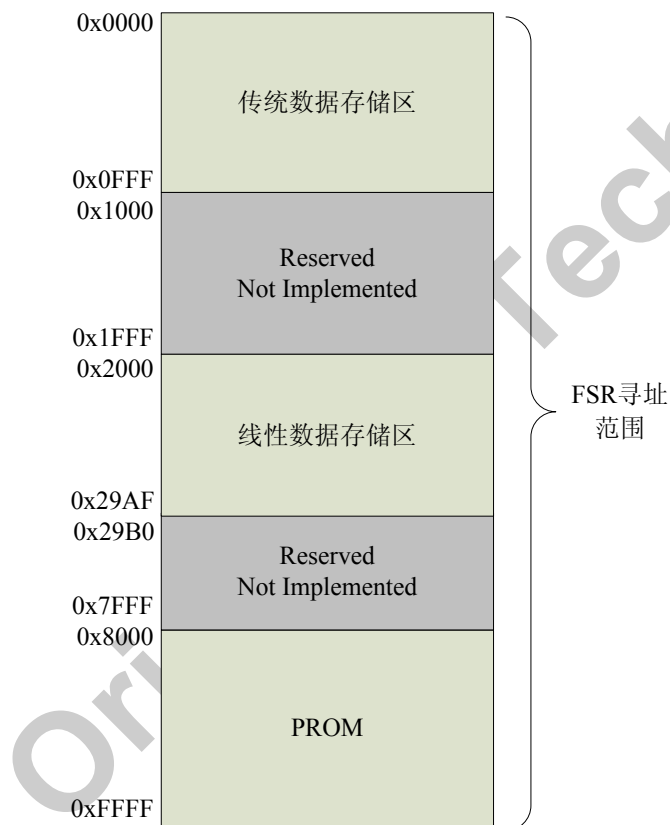 0x0000
传统数据存储区
0x0FFF
0x1000
Reserved
Not Implemented
0x1FFF
0x2000
FSR寻址
范围
线性数据存储区
0x29AF
0x29B0
Reserved
Not Implemented
0x7FFF
0x8000
PROM
0xFFFF
Ori
Tech